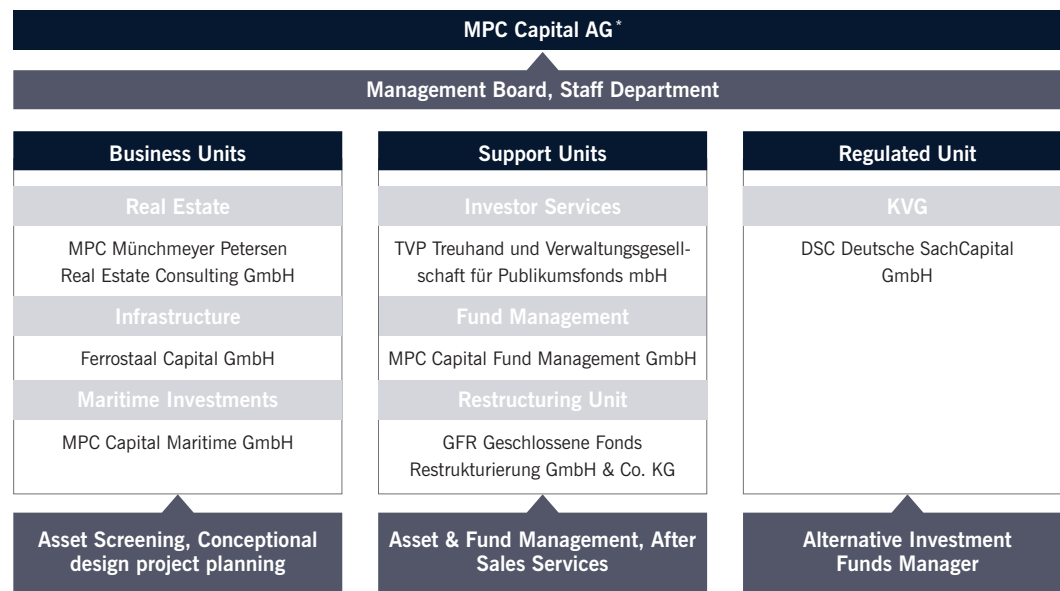 MPC Capital AG*
Management Board, Staff Department
Business Units
Real Estate
MPC Münchmeyer Petersen
Real Estate Consulting GmbH
Infrastructure
Ferrostaal Capital GmbH
Maritime Investments
MPC Capital Maritime GmbH
Asset Screening, Conceptional
design project planning
Support Units
Investor Services
TVP Treuhand und Verwaltungsgesell-
schaft für Publikumsfonds mbH
Fund Management
MPC Capital Fund Management GmbH
Restructuring Unit
GFR Geschlossene Fonds
Restrukturierung GmbH & Co. KG
Asset & Fund Management, After
Sales Services
Regulated Unit
KVG
DSC Deutsche SachCapital
GmbH
Alternative Investment
Funds Manager